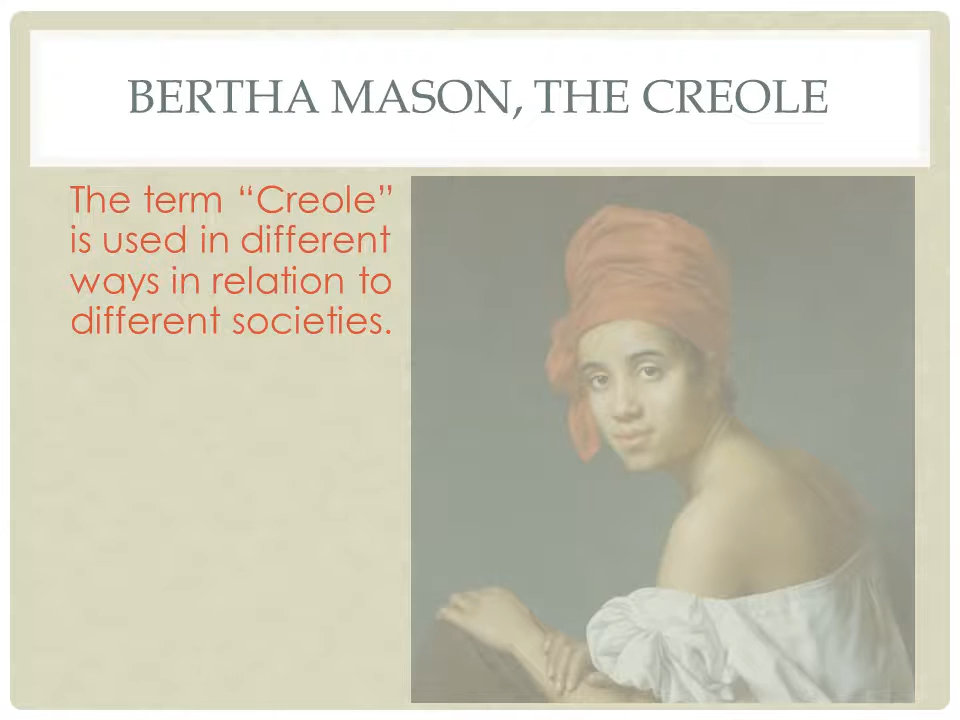 BERTHA MASON, THE CREOLE
The term “Creole”
is used in different
ways in relation to
different societies.